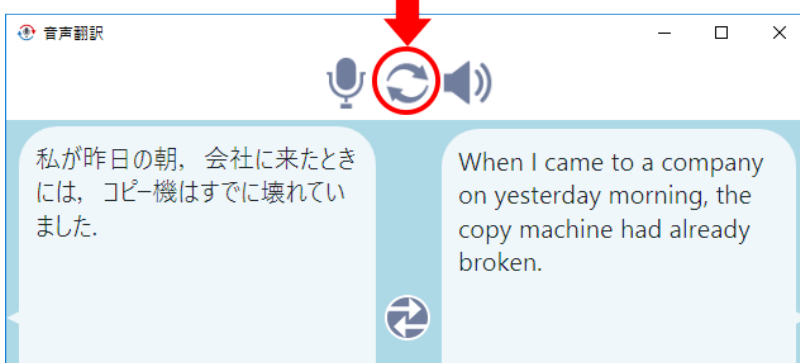 音声翻訳
私が昨日の朝, 会社に来たとき
には, コピー機はすでに壊れてい
ました.
When I came to a company
on yesterday morning, the
copy machine had already
broken.